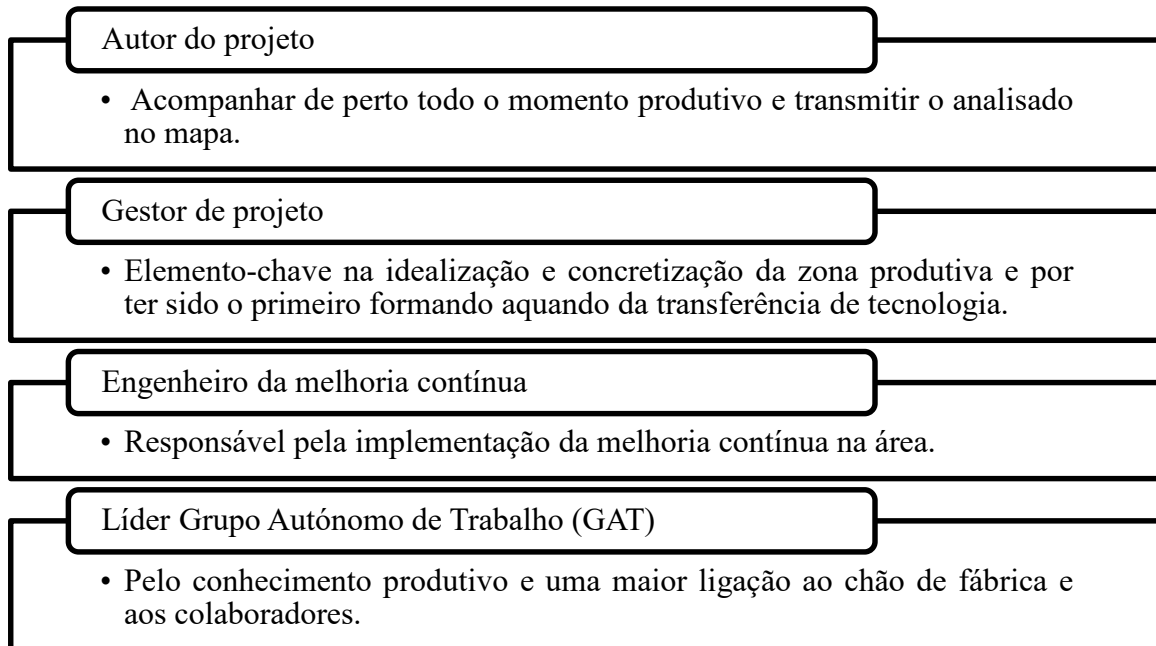 Autor do projeto
• Acompanhar de perto todo o momento produtivo e transmitir o analisado
no mapa.
Gestor de projeto
• Elemento-chave na idealização e concretização da zona produtiva e por
ter sido o primeiro formando aquando da transferência de tecnologia.
Engenheiro da melhoria contínua
• Responsável pela implementação da melhoria contínua na área.
Líder Grupo Autónomo de Trabalho (GAT)
• Pelo conhecimento produtivo e uma maior ligação ao chão de fábrica e
aos colaboradores.